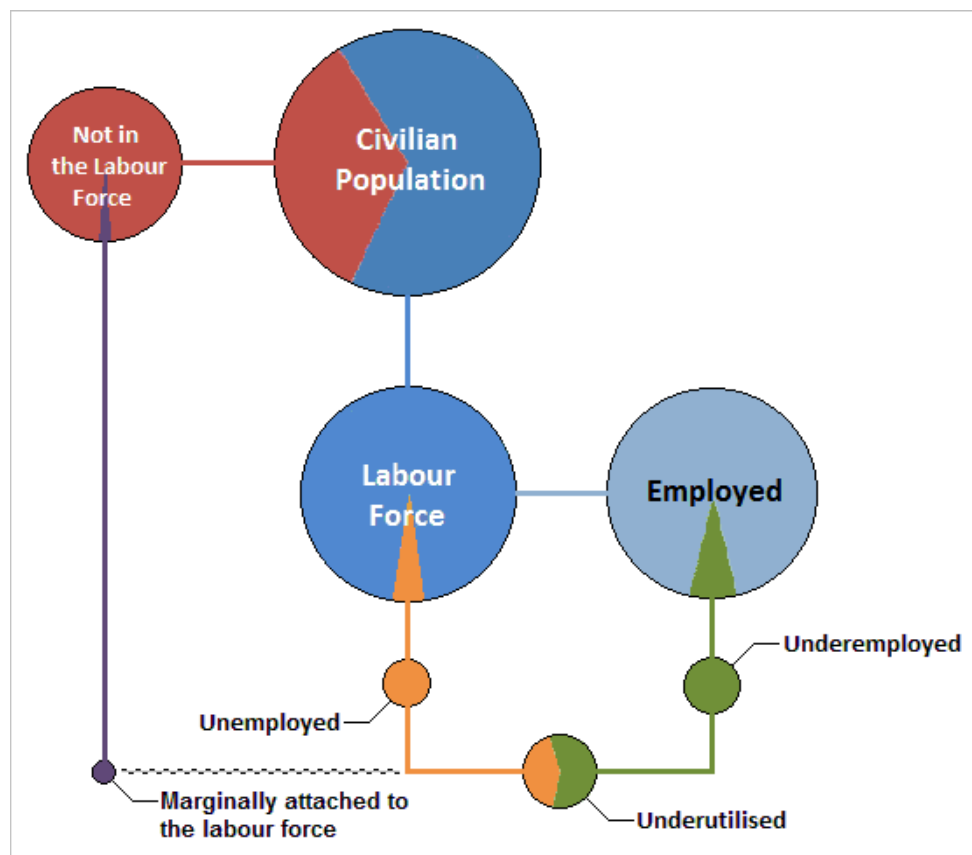 Not in
the Labour
Force
Civilian
Population
Labour
Force
Employed
Underemployed
Unemployed
Marginally attached to
the labour force
Underutilised